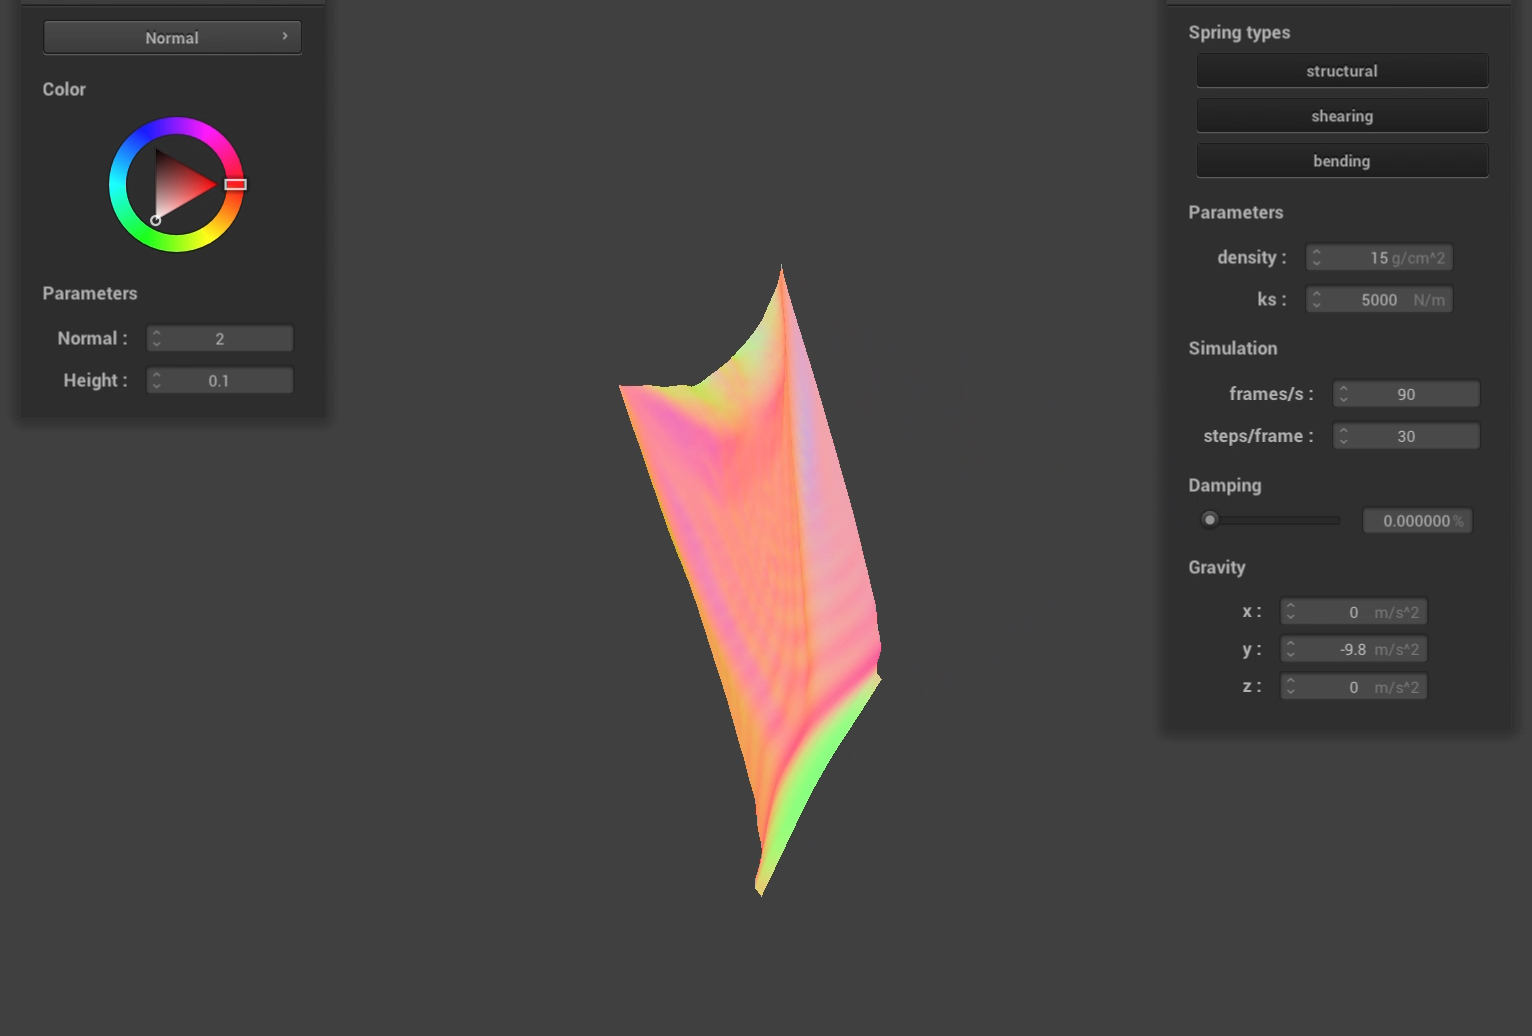 Normal
Color
Parameters
Normal : 2
Height : 0.1
Spring types
structural
shearing
bending
Parameters
density : 15 g/cm^2
ks : 5000 N/m
Simulation
frames/s : 90
steps/frame : 30
Damping
0.000000 %
Gravity
x : 0 m/s^2
y : -9.8 m/s^2
z : 0 m/s^2